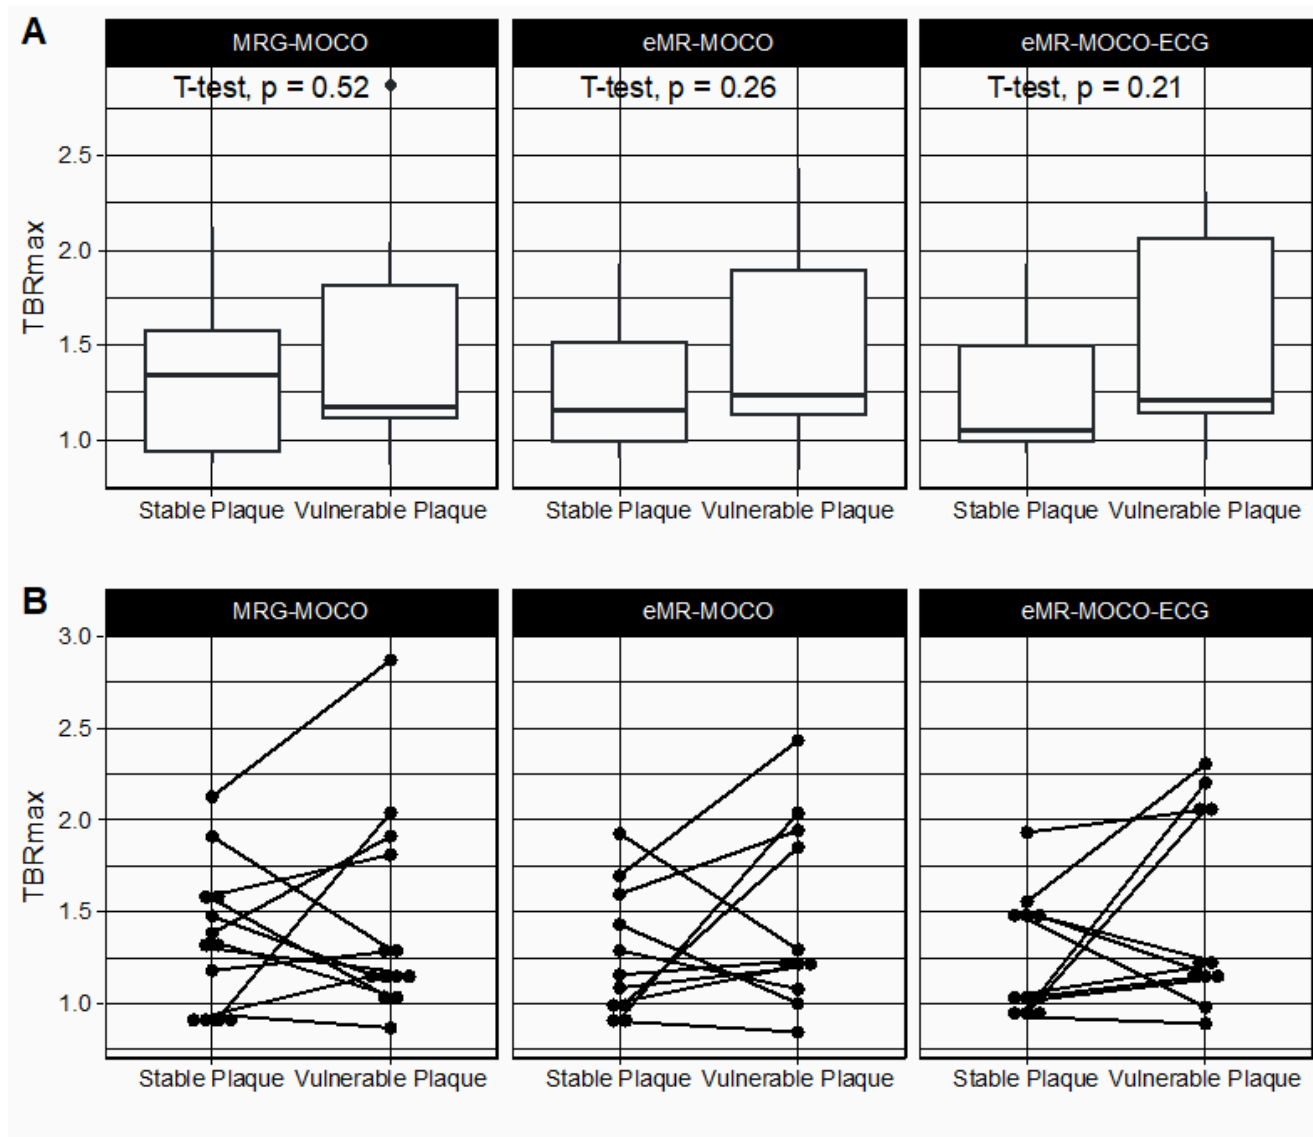 A
MRG-MOCO eMR-MOCO eMR-MOCO-ECG
T-test, p = 0.52 T-test, p = 0.26 T-test, p = 0.21
2.5
2.0
1.5
1.0
TBRmax
Stable Plaque Vulnerable Plaque Stable Plaque Vulnerable Plaque Stable Plaque Vulnerable Plaque
B
MRG-MOCO eMR-MOCO eMR-MOCO-ECG
3.0
2.5
2.0
1.5
1.0
TBRmax
Stable Plaque Vulnerable Plaque Stable Plaque Vulnerable Plaque Stable Plaque Vulnerable Plaque